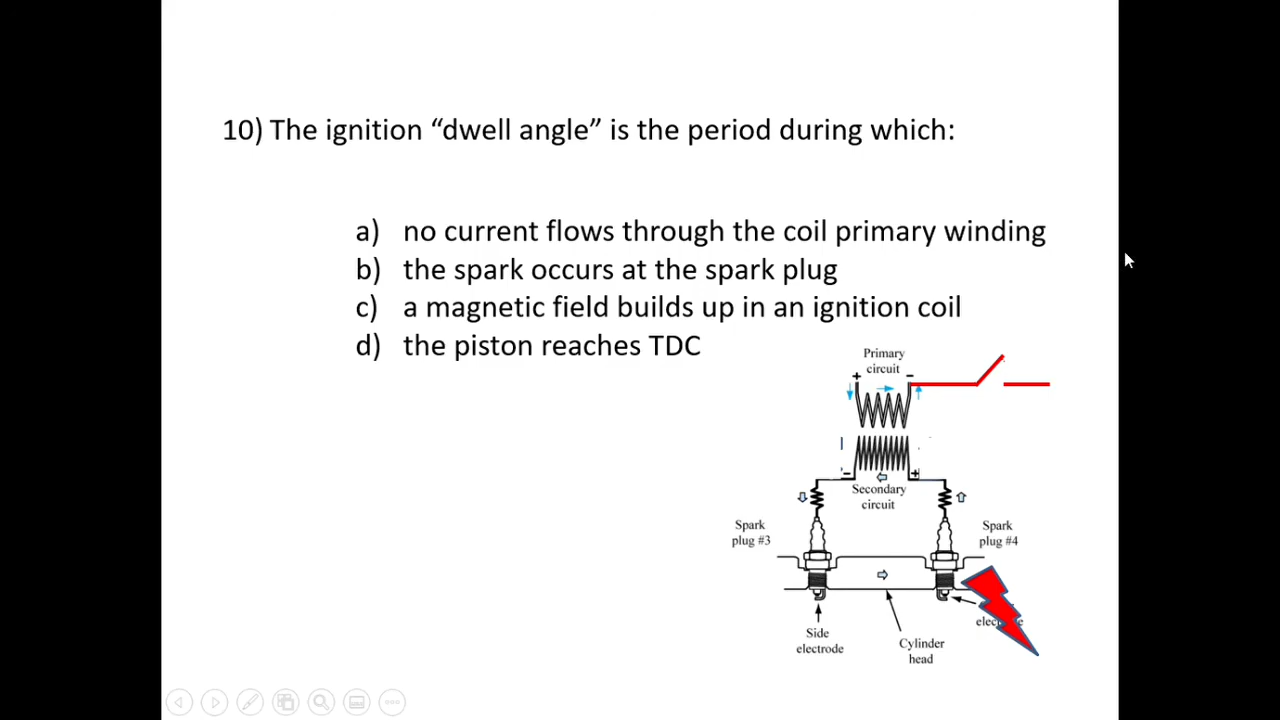 10) The ignition “dwell angle” is the period during which:
a) no current flows through the coil primary winding
b) the spark occurs at the spark plug
c) a magnetic field builds up in an ignition coil
d) the piston reaches TDC
Primary
circuit
+ −
− +
Secondary
circuit
Spark
plug #3
Spark
plug #4
Side
electrode
Cylinder
head